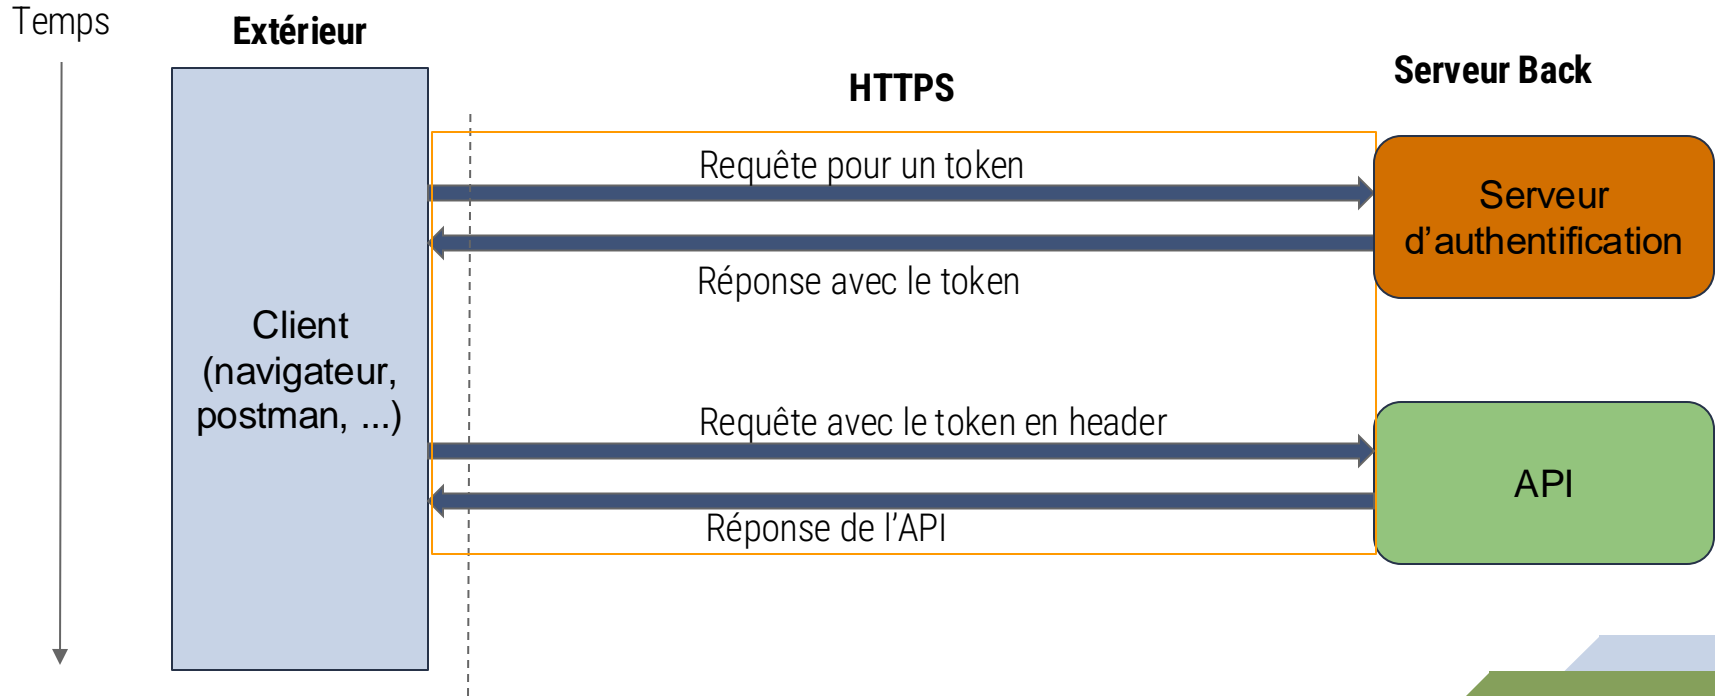 Temps
Extérieur
HTTPS
Serveur Back
Requête pour un token
Serveur
d’authentification
Réponse avec le token
Client
(navigateur,
postman, ...)
Requête avec le token en header
API
Réponse de l’API